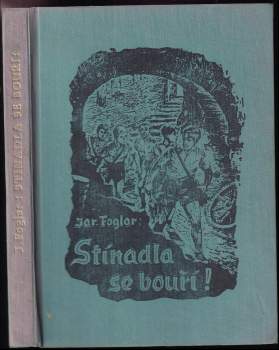 J. Foglar: STÍNADLA SE BOUŘÍ!
Jar. Foglar:
Stínadla
se bouří!